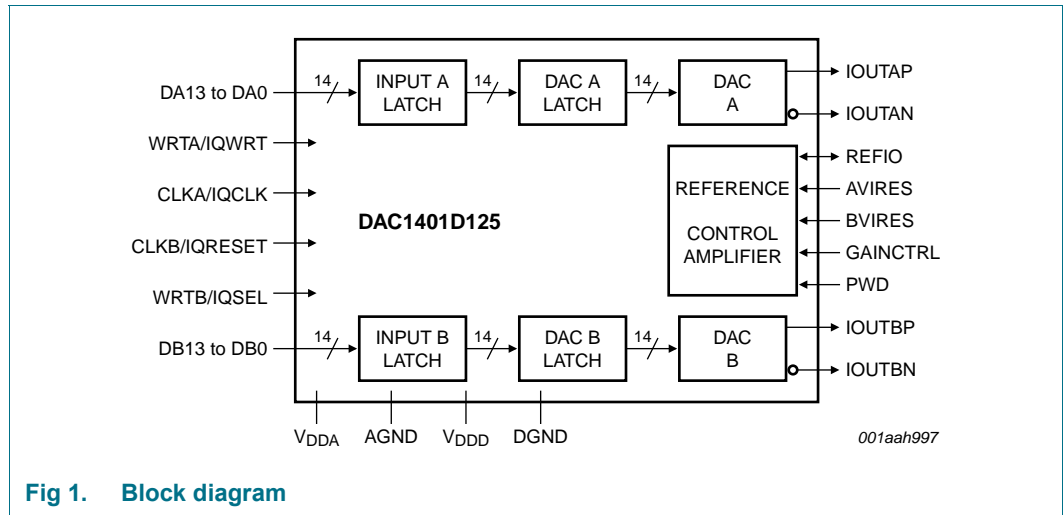 14
INPUT A
LATCH
14
DAC A
LATCH
14
DAC
A
IOUTAP
IOUTAN
DA13 to DA0
WRTA/IQWRT
CLKA/IQCLK
CLKB/IQRESET
WRTB/IQSEL
DB13 to DB0
DAC1401D125
REFERENCE
CONTROL
AMPLIFIER
REFIO
AVIRES
BVIRES
GAINCTRL
PWD
14
INPUT B
LATCH
14
DAC B
LATCH
14
DAC
B
IOUTBP
IOUTBN
VDDA
AGND
VDDD
DGND
001aah997
Fig 1. Block diagram